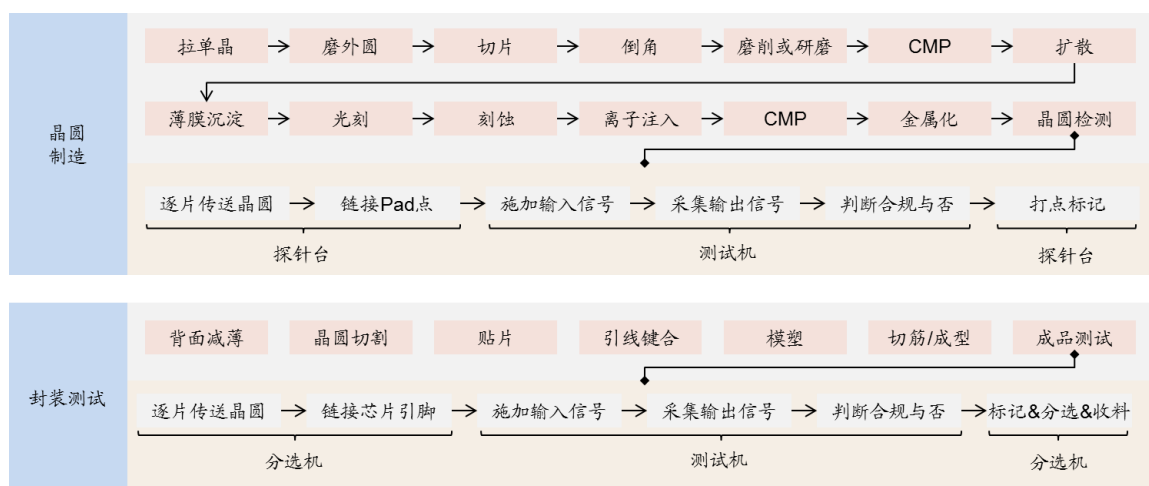 晶圆
制造
拉单晶
磨外圆
切片
倒角
磨削或研磨
CMP
扩散
薄膜沉淀
光刻
刻蚀
离子注入
CMP
金属化
晶圆检测
逐片传送晶圆
链接Pad点
施加输入信号
采集输出信号
判断合规与否
打点标记
探针台
测试机
探针台
封装测试
背面减薄
晶圆切割
贴片
引线键合
模塑
切筋/成型
成品测试
逐片传送晶圆
链接芯片引脚
施加输入信号
采集输出信号
判断合规与否
标记&分选&收料
分选机
测试机
分选机